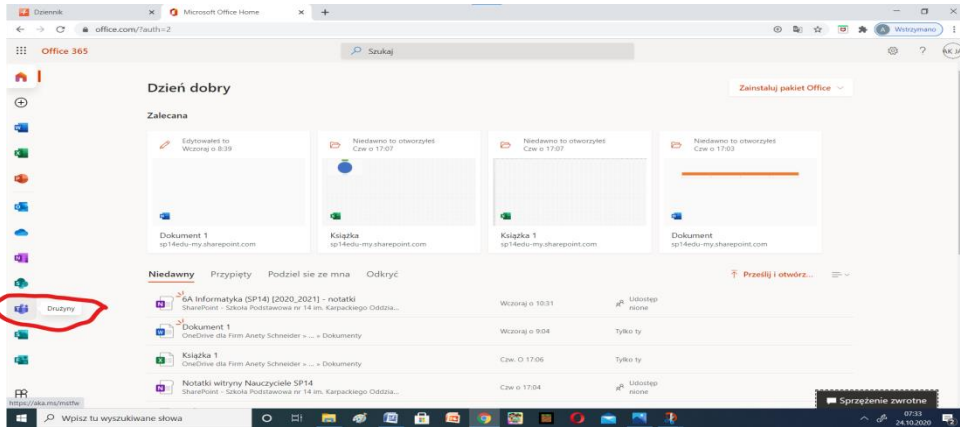 Dziennik
Microsoft Office Home
office.com/?auth=2
Wstrzymano
Office 365
Szukaj
Dzień dobry
Zainstaluj pakiet Office
Zalecana
Edytowałeś to
Wczoraj o 8:39
Niedawno to otworzyłeś
Czw o 17:07
Niedawno to otworzyłeś
Czw o 17:07
Niedawno to otworzyłeś
Czw o 17:03
Dokument 1
sp14edu-my.sharepoint.com
Książka
sp14edu-my.sharepoint.com
Książka 1
sp14edu-my.sharepoint.com
Dokument
sp14edu-my.sharepoint.com
Niedawny Przypięty Podziel sie ze mna Odkryć
Prześlij i otwórz...
6A Informatyka (SP14) [2020_2021] - notatki
SharePoint - Szkoła Podstawowa nr 14 im. Karpackiego Oddzia...
Wczoraj o 10:31
Udostęp
nione
Drużyny
Dokument 1
OneDrive dla Firm Anety Schneider » ... » Dokumenty
Wczoraj o 9:04
Tylko ty
Książka 1
OneDrive dla Firm Anety Schneider » ... » Dokumenty
Czw. O 17:06
Tylko ty
Notatki witryny Nauczyciele SP14
SharePoint - Szkoła Podstawowa nr 14 im. Karpackiego Oddzia...
Czw o 17:04
Udostęp
nione
https://aka.ms/mstfw
Sprzężenie zwrotne
Wpisz tu wyszukiwane słowa
07:33
24.10.2020